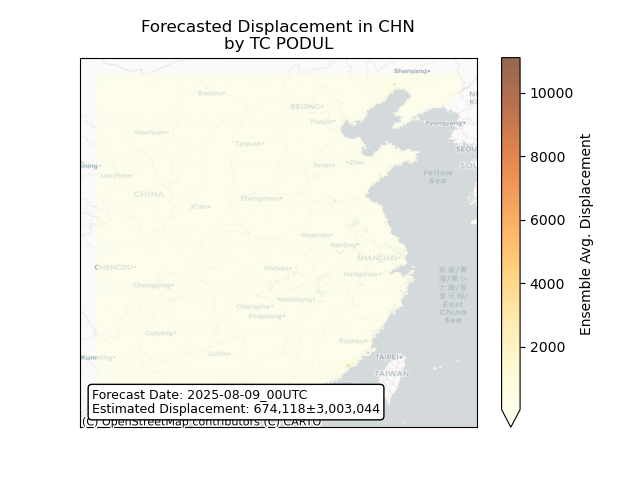 Forecasted Displacement in CHN
by TC PODUL
Shenyang
Baotou
BEIJING
Tianjin
Pyongyang
Yinchuan
Taiyuan
SEOU
Jinan
Zibo
ning
Lanzhou
Yellow
Sea
CHINA
Xi'an
Zhengzhou
Huainan
Nanjing
SHANGHAI
CHENGDU
Wuhan
Hangzhou
Chongqing
Nanchang
Changsha
Pingxiang
East
China
Sea
Guiyang
Fuzhou
Kunming
Guilin
TAIPEI
TAIWAN
Forecast Date: 2025-08-09_00UTC
Estimated Displacement: 674,118±3,003,044
(C) OpenStreetMap contributors (C) CARTO
10000
8000
6000
4000
2000
Ensemble Avg. Displacement